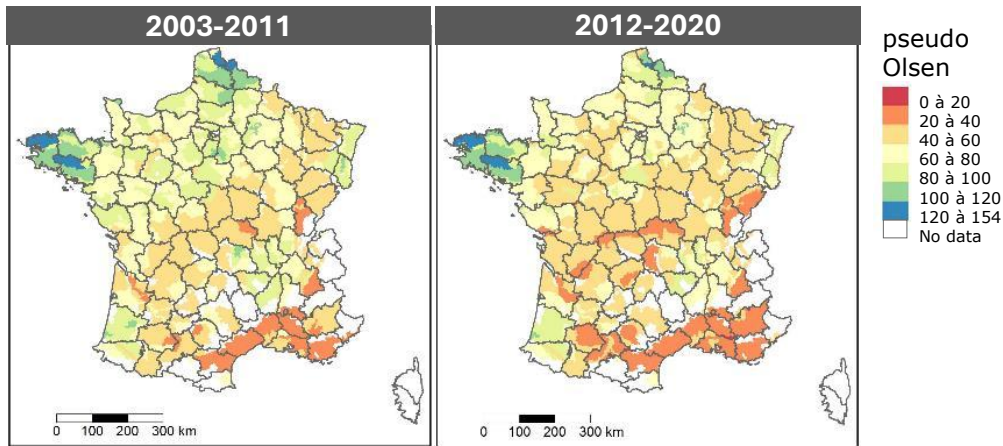 2003-2011
2012-2020
pseudo
Olsen
0 à 20
20 à 40
40 à 60
60 à 80
80 à 100
100 à 120
120 à 154
No data
0 100 200 300 km
0 100 200 300 km